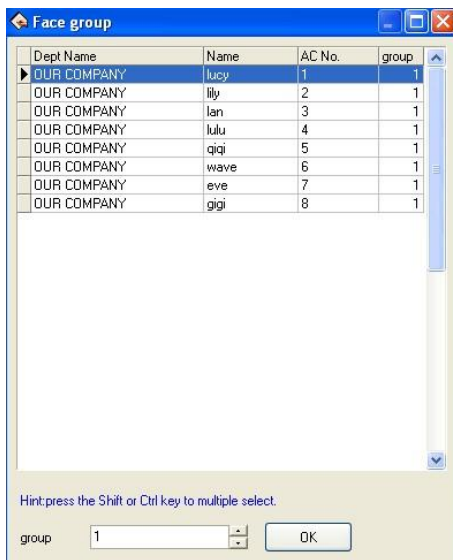 Face group
Dept Name Name AC No. group
OUR COMPANY lucy 1 1
OUR COMPANY lily 2 1
OUR COMPANY lan 3 1
OUR COMPANY lulu 4 1
OUR COMPANY qiqi 5 1
OUR COMPANY wave 6 1
OUR COMPANY eve 7 1
OUR COMPANY gigi 8 1
Hint:press the Shift or Ctrl key to multiple select.
group 1 OK